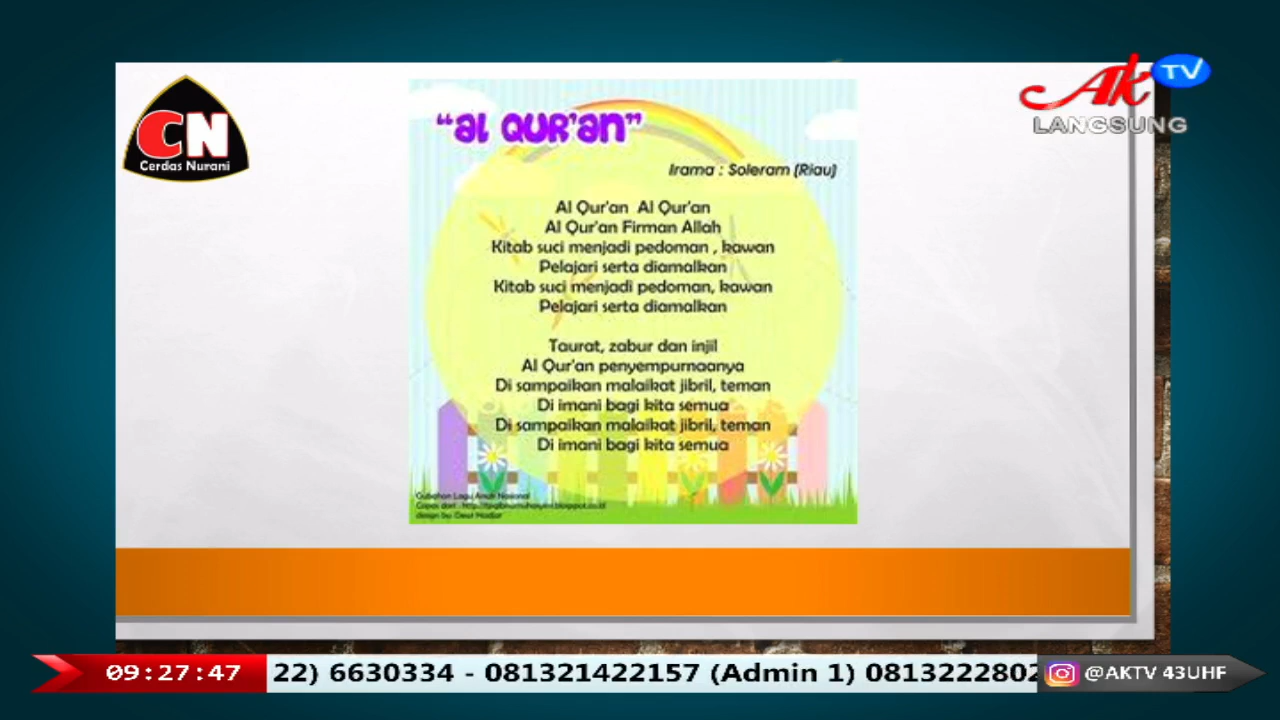 CN
Cerdas Nurani
Ak TV
LANGSUNG
“al QUR’an”
Irama : Soleram (Riau)
Al Qur'an Al Qur'an
Al Qur'an Firman Allah
Kitab suci menjadi pedoman , kawan
Pelajari serta diamalkan
Kitab suci menjadi pedoman, kawan
Pelajari serta diamalkan
Taurat, zabur dan injil
Al Qur'an penyempurnaanya
Di sampaikan malaikat jibril, teman
Di imani bagi kita semua
Di sampaikan malaikat jibril, teman
Di imani bagi kita semua
Gubahan Lagu Anak Nasional
09:27:47
22) 6630334 - 081321422157 (Admin 1) 0813222802
@AKTV 43UHF